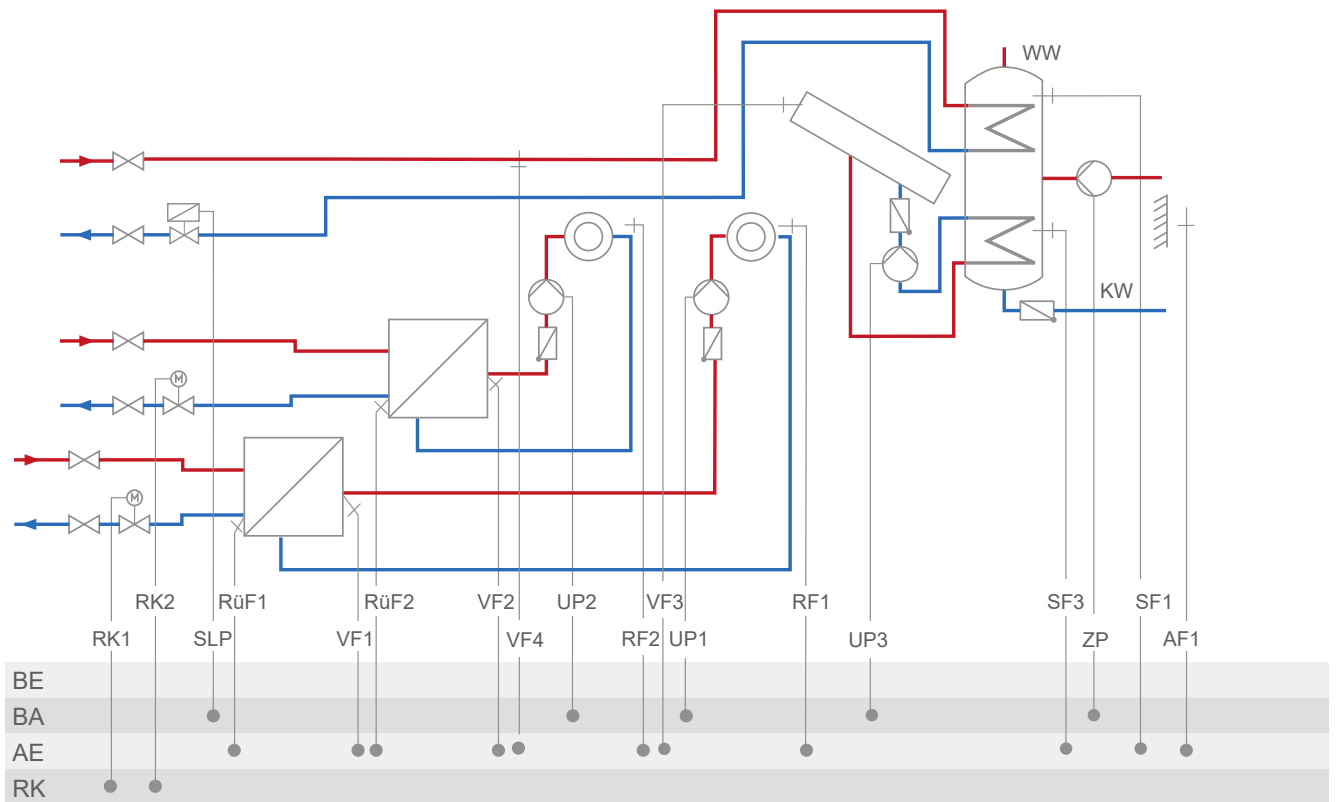 WW
KW
M
M
RK2 RüF1 RüF2 VF2 UP2 VF3 RF1 SF3 SF1
RK1 SLP VF1 VF4 RF2 UP1 UP3 ZP AF1
BE
BA
AE
RK